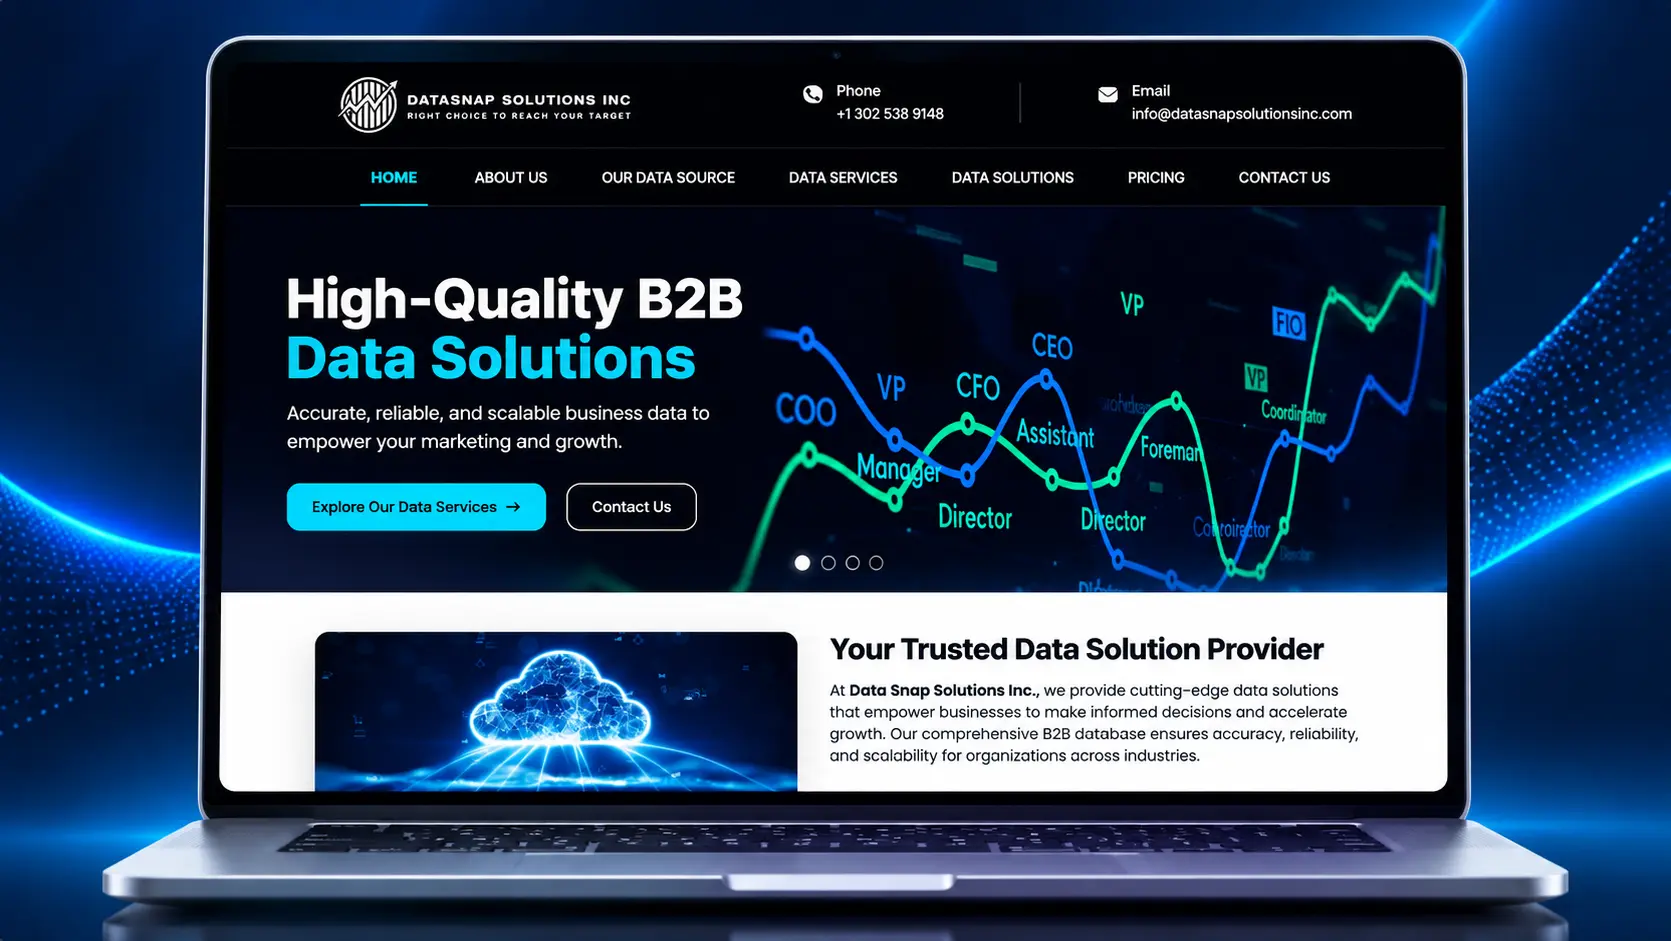 DATASNAP SOLUTIONS INC
RIGHT CHOICE TO REACH YOUR TARGET
Phone
+1 302 538 9148
Email
info@datasnapsolutionsinc.com
HOME
ABOUT US
OUR DATA SOURCE
DATA SERVICES
DATA SOLUTIONS
PRICING
CONTACT US
High-Quality B2B
Data Solutions
Accurate, reliable, and scalable business data to
empower your marketing and growth.
Explore Our Data Services →
Contact Us
VP
FIO
CEO
VP
CFO
VP
COO
Coordinator
Assistant
Foreman
Manager
Director
Director
Your Trusted Data Solution Provider
At Data Snap Solutions Inc., we provide cutting-edge data solutions
that empower businesses to make informed decisions and accelerate
growth. Our comprehensive B2B database ensures accuracy, reliability,
and scalability for organizations across industries.